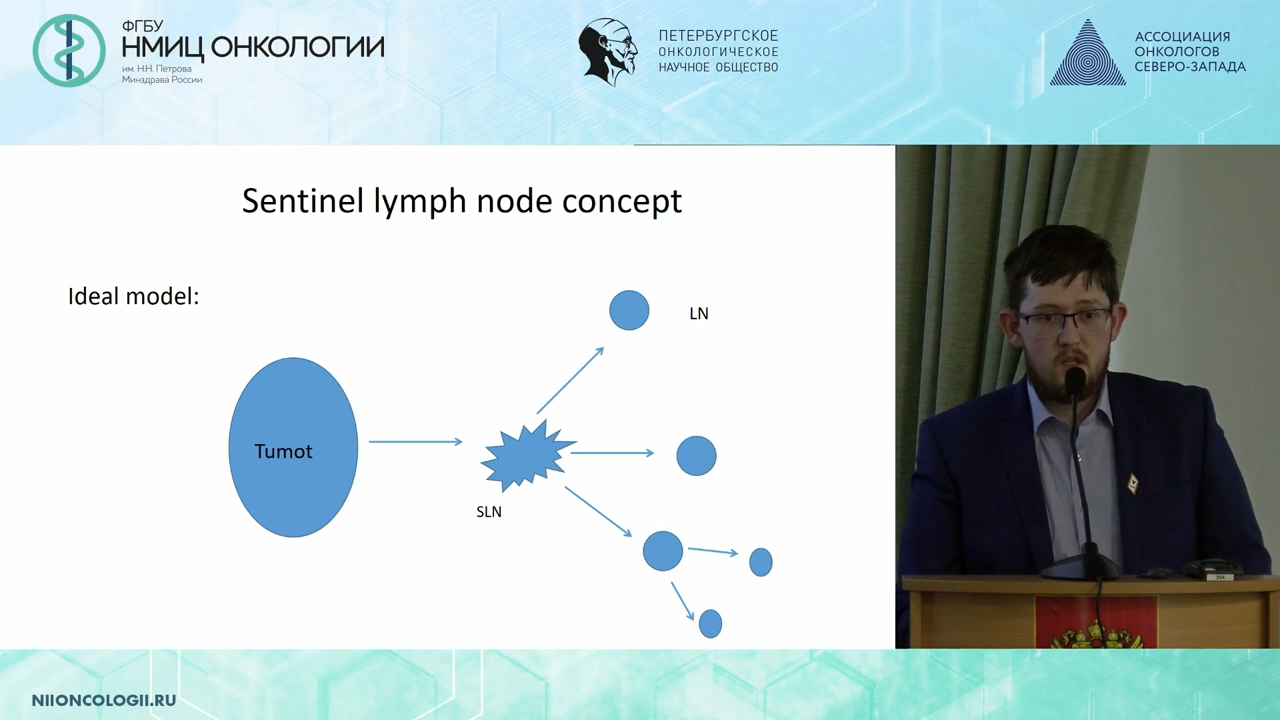 ФГБУ
НМИЦ ОНКОЛОГИИ
им. Н.Н. Петрова
Минздрава России
ПЕТЕРБУРГСКОЕ
ОНКОЛОГИЧЕСКОЕ
НАУЧНОЕ ОБЩЕСТВО
АССОЦИАЦИЯ
ОНКОЛОГОВ
СЕВЕРО-ЗАПАДА
Sentinel lymph node concept
Ideal model:
LN
Tumot
SLN
NIIONCOLOGII.RU